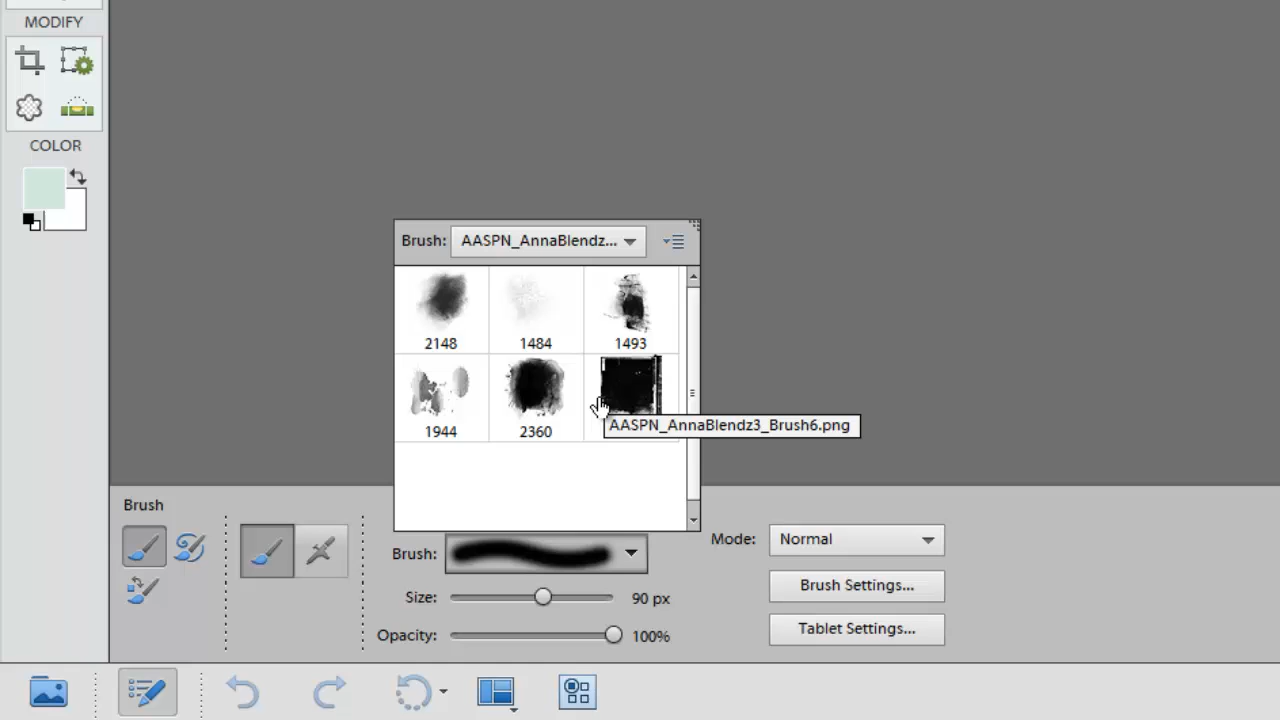 MODIFY
COLOR
Brush: AASPN_AnnaBlendz...
2148 1484 1493
1944 2360
AASPN_AnnaBlendz3_Brush6.png
Brush
Brush:
Size: 90 px
Opacity: 100%
Mode: Normal
Brush Settings...
Tablet Settings...